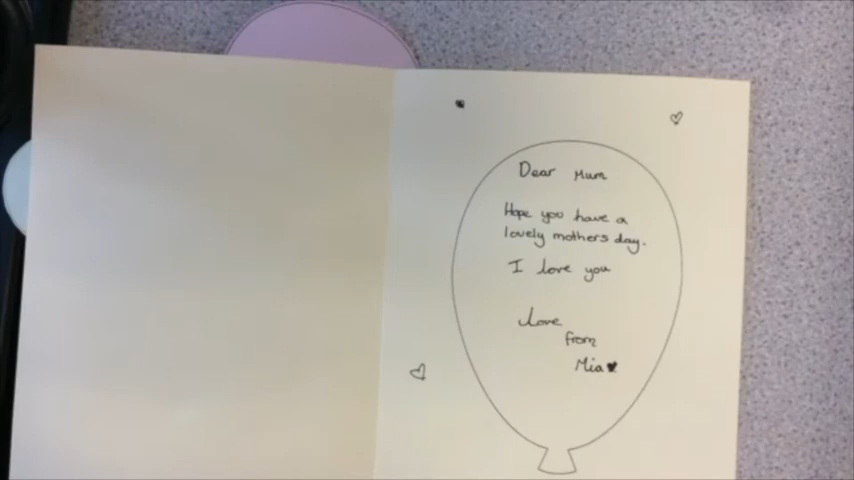 Dear Mum
Hope you have a
lovely mothers day.
I love you
Love
from
Mia